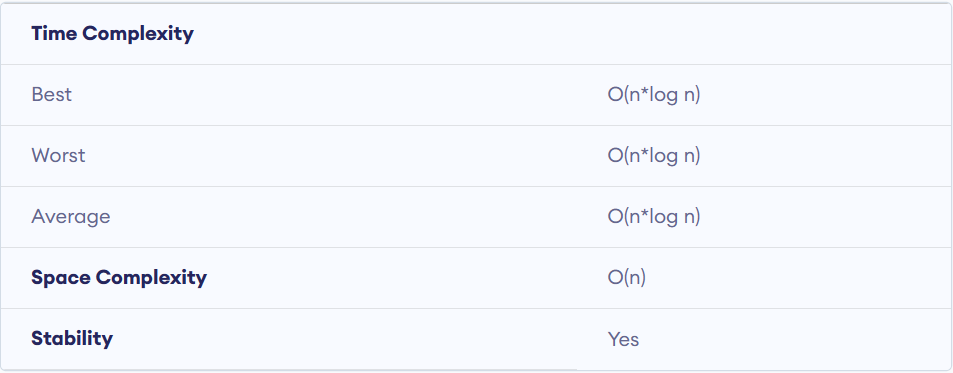 Time Complexity
Best O(n*log n)
Worst O(n*log n)
Average O(n*log n)
Space Complexity O(n)
Stability Yes